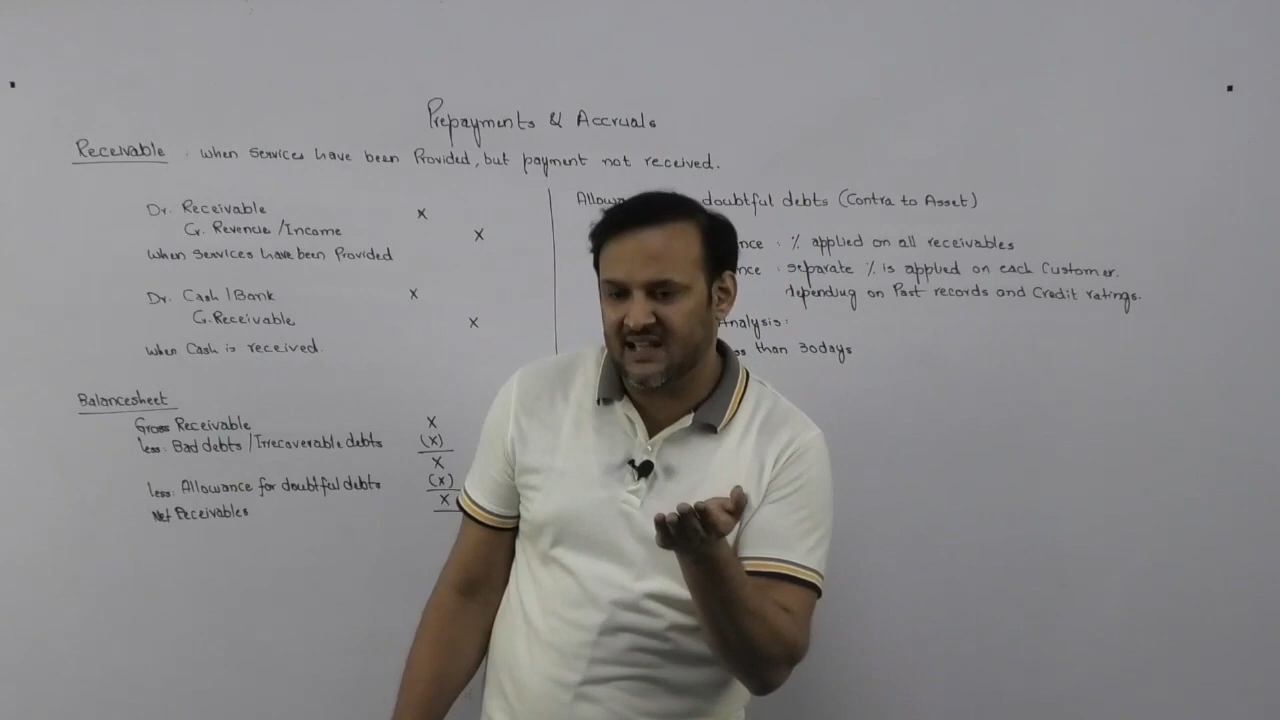 Prepayments & Accruals
Receivable : when services have been Provided, but payment not received.
Dr. Receivable X
Cr. Revenue/Income X
when services have been Provided
Dr. Cash/Bank X
Cr. Receivable X
when Cash is received.
Balancesheet
Gross Receivable X
less: Bad debts/Irrecoverable debts (X)
X
less: Allowance for doubtful debts (X)
X
Net Receivables
doubtful debts (Contra to Asset)
: % applied on all receivables
: separate % is applied on each Customer.
depending on Past records and Credit ratings.
Analysis:
than 30days